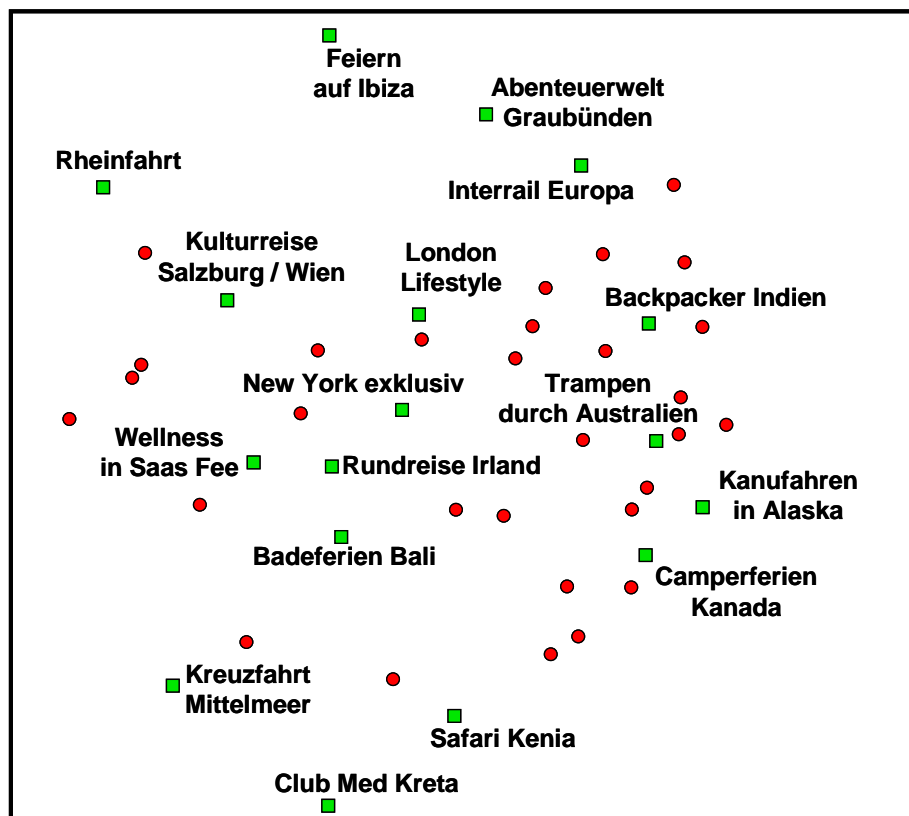 Feiern
auf Ibiza
Abenteuerwelt
Graubünden
Rheinfahrt
Interrail Europa
Kulturreise
Salzburg / Wien
London
Lifestyle
Backpacker Indien
New York exklusiv
Trampen
durch Australien
Wellness
in Saas Fee
Rundreise Irland
Kanufahren
in Alaska
Badeferien Bali
Camperferien
Kanada
Kreuzfahrt
Mittelmeer
Safari Kenia
Club Med Kreta